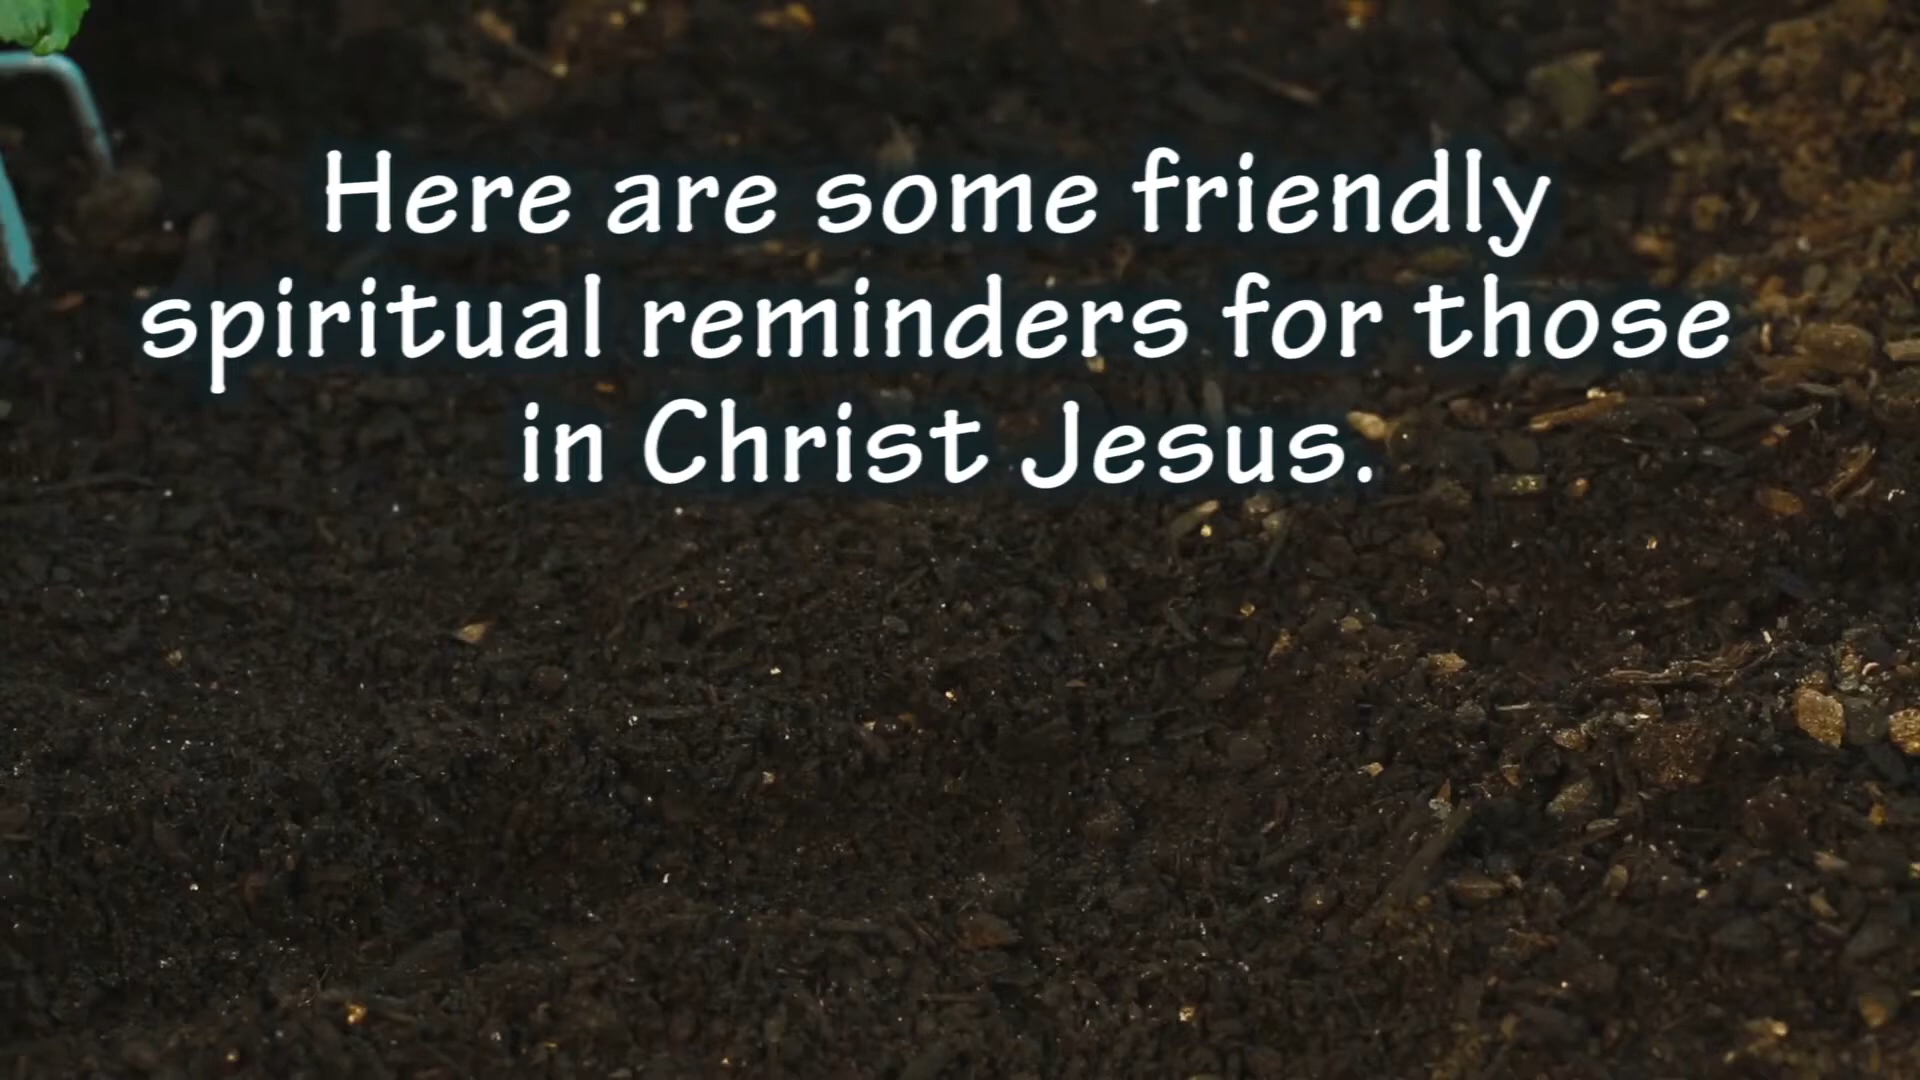 Here are some friendly
spiritual reminders for those
in Christ Jesus.